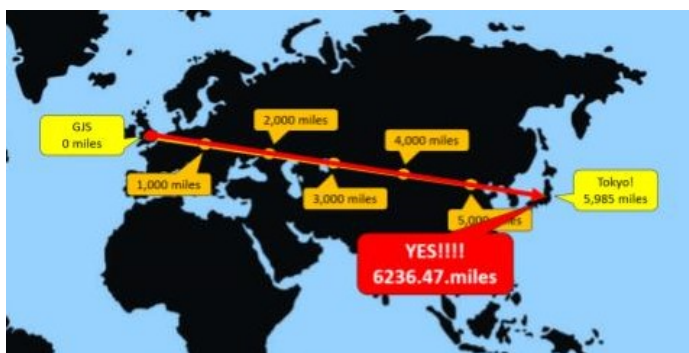 GJS
0 miles
1,000 miles
2,000 miles
3,000 miles
4,000 miles
5,000 miles
Tokyo!
5,985 miles
YES!!!!
6236.47.miles